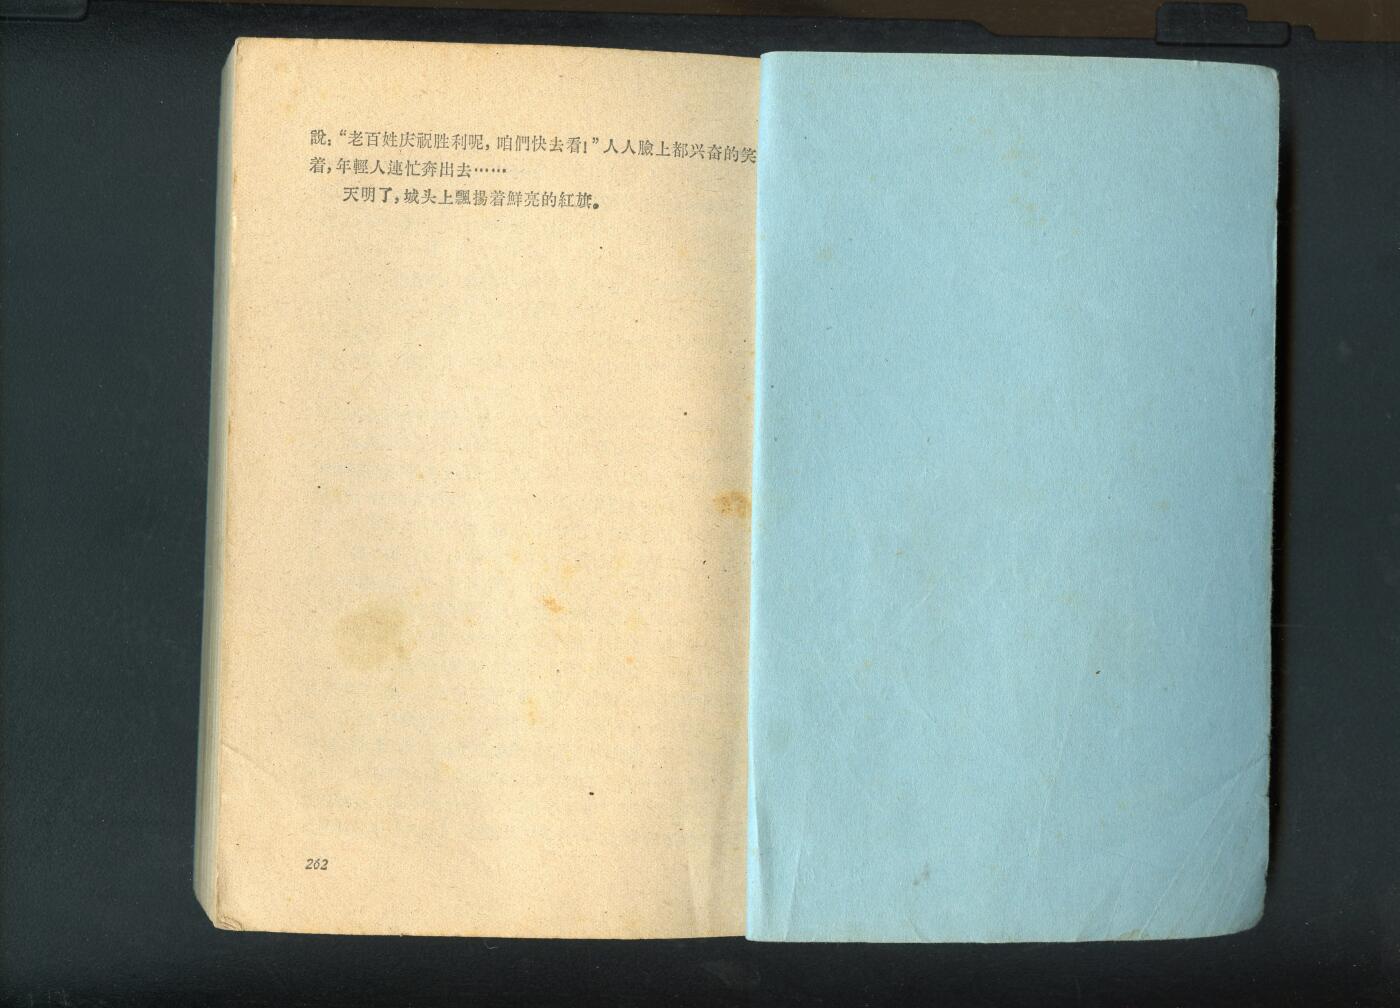 說：“老百姓庆祝胜利呢，咱們快去看！”人人臉上都兴奋的笑
着，年輕人連忙奔出去……
天明了，城头上飄揚着鮮亮的紅旗。
262